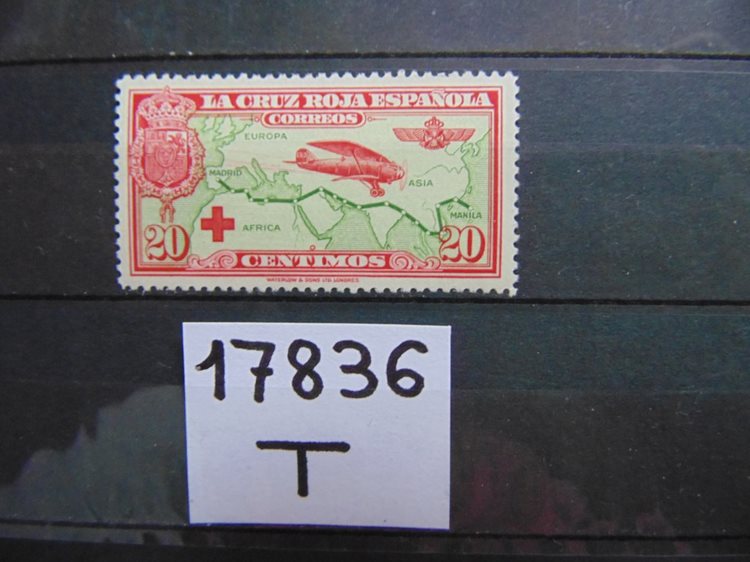 LA CRUZ ROJA ESPAÑOLA
CORREOS
EUROPA
MADRID
ASIA
MANILA
AFRICA
20
20
CENTIMOS
WATERLOW & SONS LTD. LONDRES.
17836
T